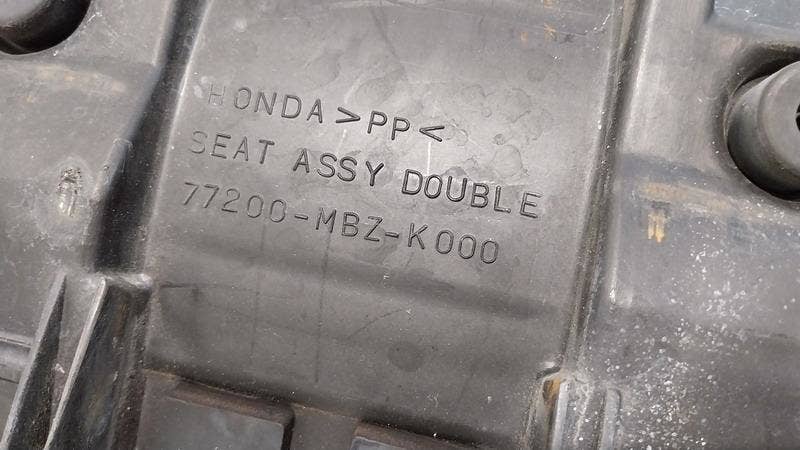 HONDA >PP<
SEAT ASSY DOUBLE
77200-MBZ-K000